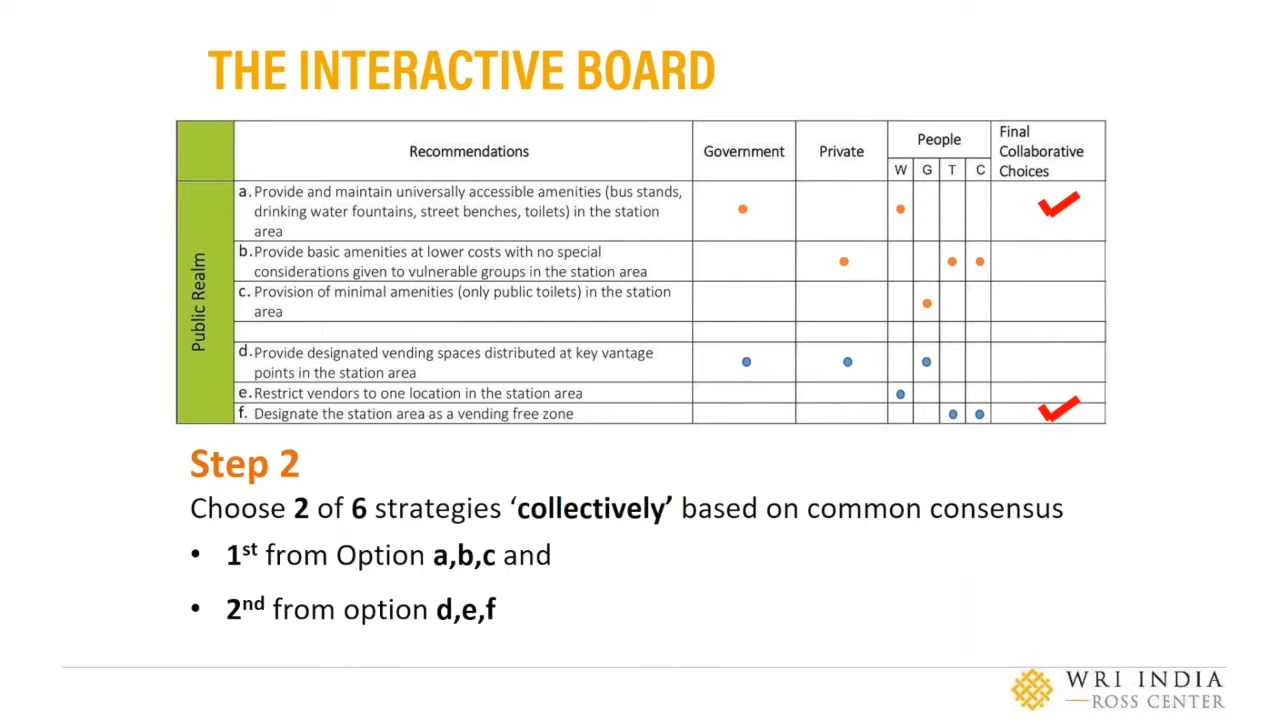 THE INTERACTIVE BOARD
Recommendations
Government
Private
People
W G T C
Final
Collaborative
Choices
Public Realm
a. Provide and maintain universally accessible amenities (bus stands,
drinking water fountains, street benches, toilets) in the station
area
b. Provide basic amenities at lower costs with no special
considerations given to vulnerable groups in the station area
c. Provision of minimal amenities (only public toilets) in the station
area
d. Provide designated vending spaces distributed at key vantage
points in the station area
e. Restrict vendors to one location in the station area
f. Designate the station area as a vending free zone
Step 2
Choose 2 of 6 strategies ‘collectively’ based on common consensus
• 1st from Option a,b,c and
• 2nd from option d,e,f
WRI INDIA
ROSS CENTER